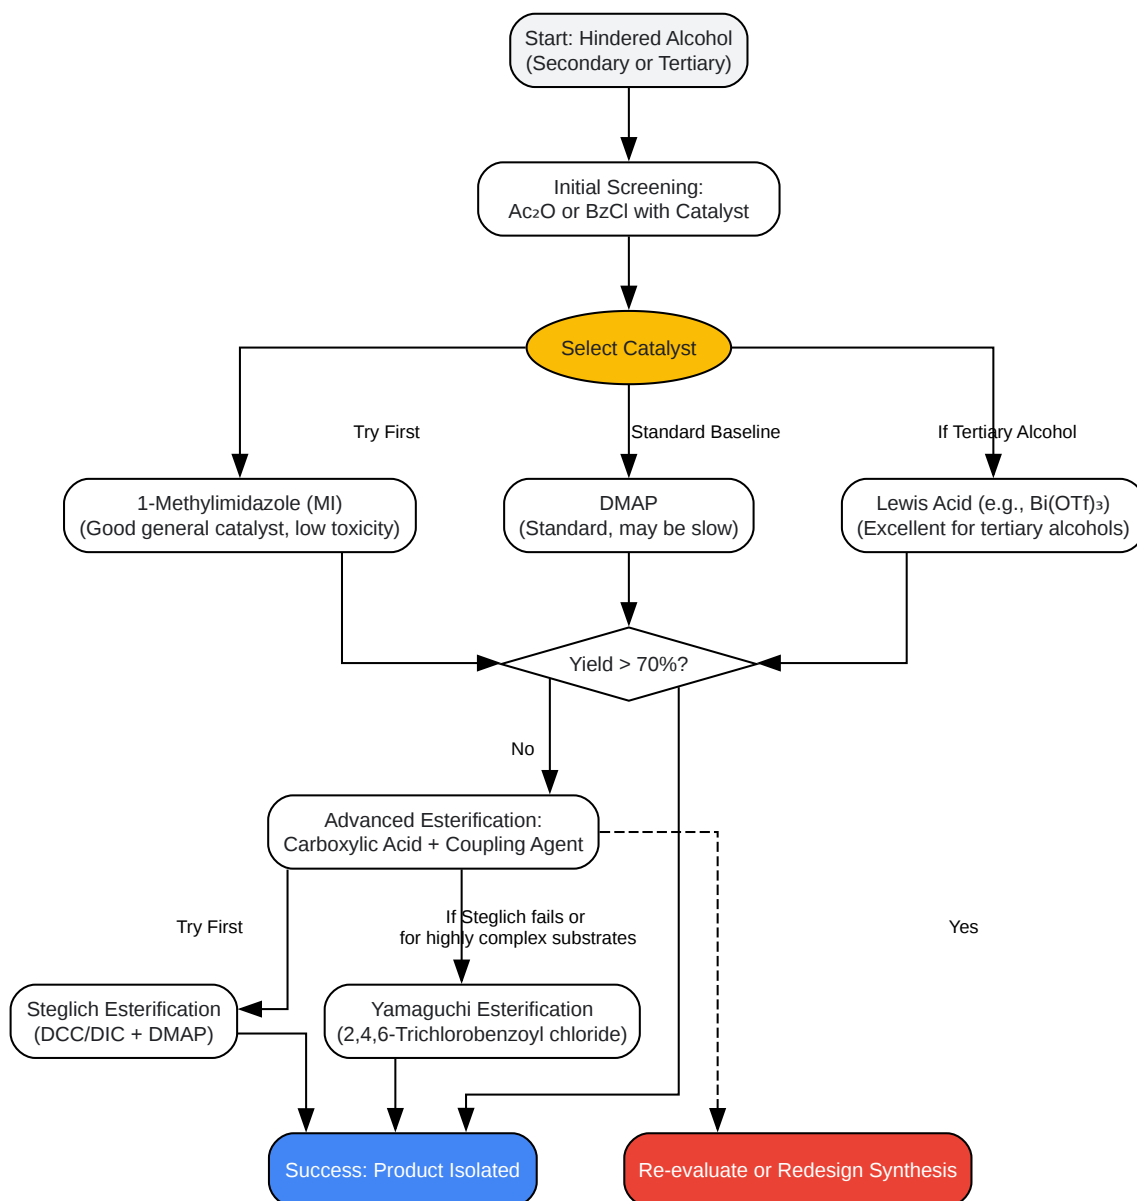 Start: Hindered Alcohol
(Secondary or Tertiary)
Initial Screening:
Ac₂O or BzCl with Catalyst
Select Catalyst
Try First
Standard Baseline
If Tertiary Alcohol
1-Methylimidazole (MI)
(Good general catalyst, low toxicity)
DMAP
(Standard, may be slow)
Lewis Acid (e.g., Bi(OTf)₃)
(Excellent for tertiary alcohols)
Yield > 70%?
No
Advanced Esterification:
Carboxylic Acid + Coupling Agent
Try First
If Steglich fails or
for highly complex substrates
Yes
Steglich Esterification
(DCC/DIC + DMAP)
Yamaguchi Esterification
(2,4,6-Trichlorobenzoyl chloride)
Success: Product Isolated
Re-evaluate or Redesign Synthesis